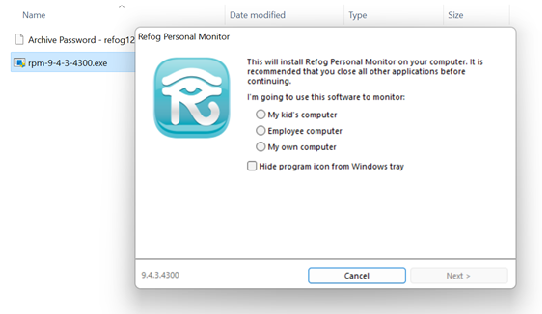 Name
Date modified
Type
Size
Archive Password - refog12
rpm-9-4-3-4300.exe
Refog Personal Monitor
This will install Refog Personal Monitor on your computer. It is
recommended that you close all other applications before
continuing.
I'm going to use this software to monitor:
My kid's computer
Employee computer
My own computer
Hide program icon from Windows tray
9.4.3.4300
Cancel
Next >